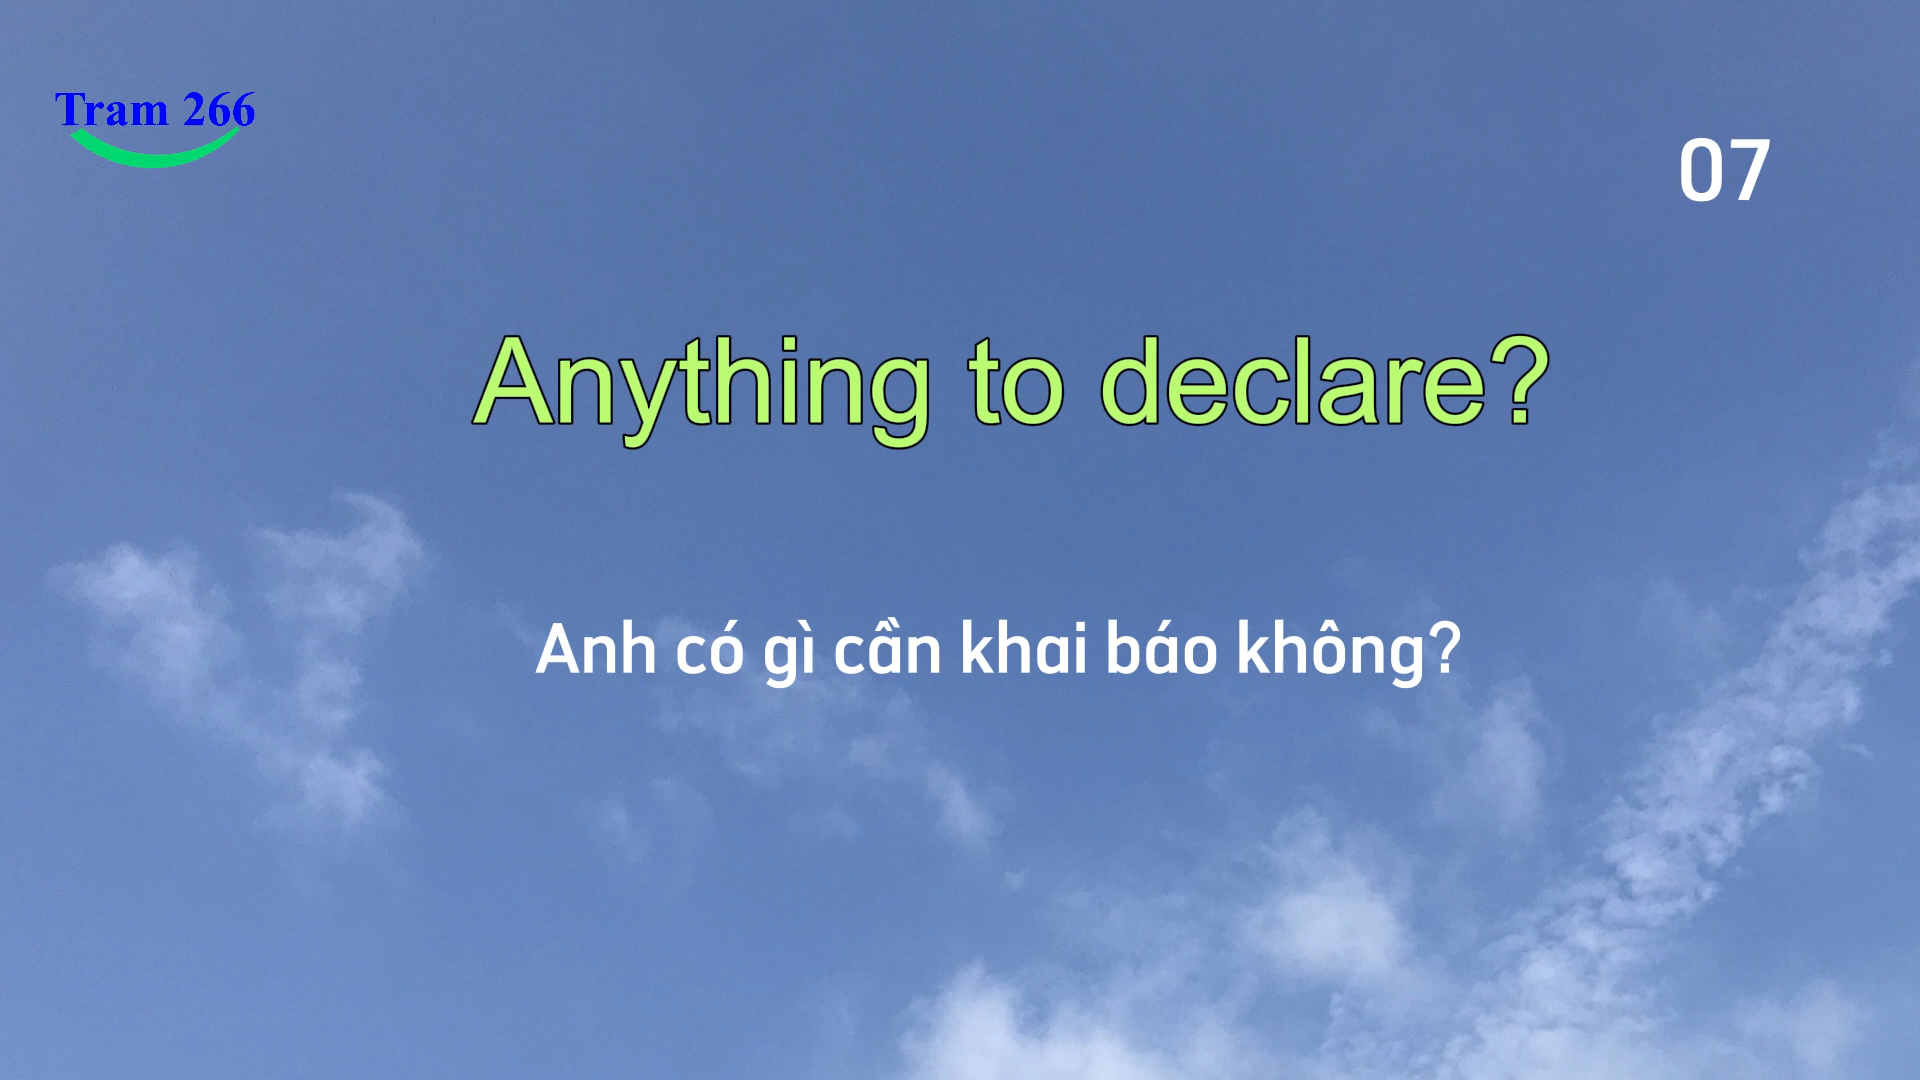 Tram 266
07
Anything to declare?
Anh có gì cần khai báo không?